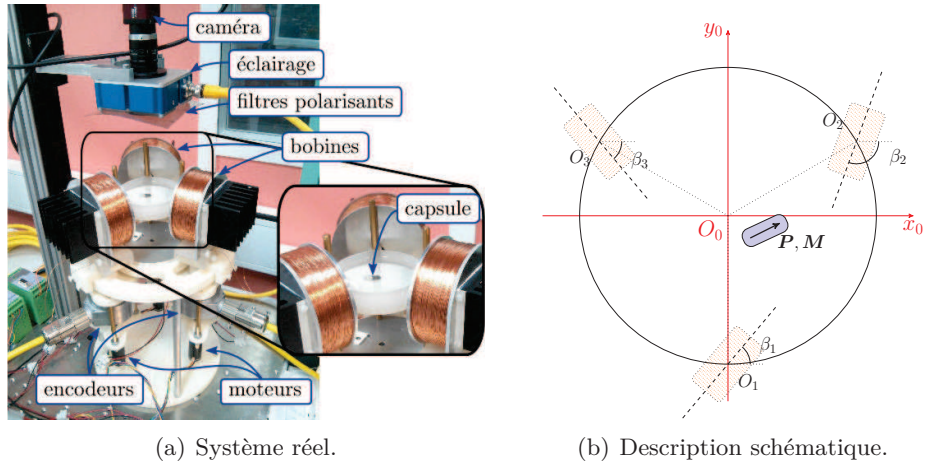 caméra
éclairage
filtres polarisants
bobines
capsule
encodeurs
moteurs
(a) Système réel.
y₀
O₂
β₂
O₃
β₃
O₀
x₀
P, M
β₁
O₁
(b) Description schématique.